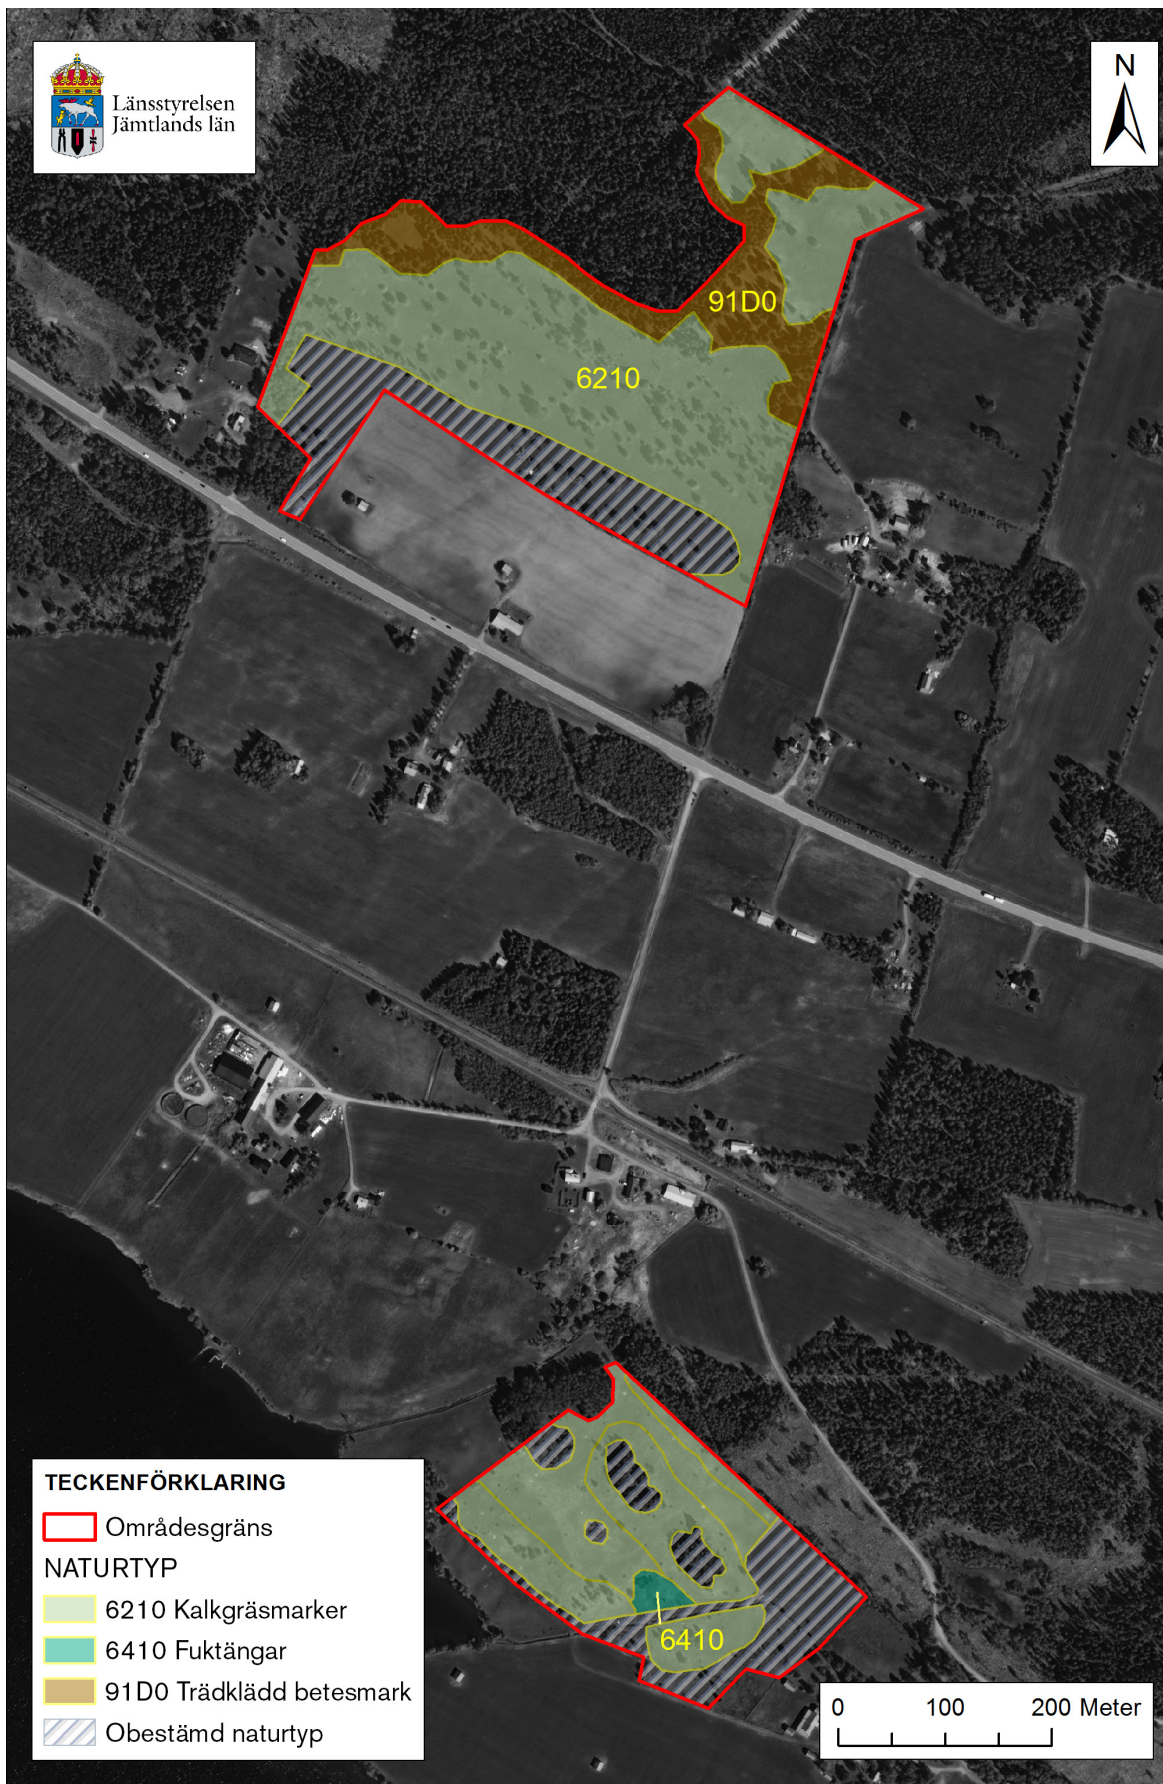 Länsstyrelsen
Jämtlands län
N
91D0
6210
6410
TECKENFÖRKLARING
Områdesgräns
NATURTYP
6210 Kalkgräsmarker
6410 Fuktängar
91D0 Trädklädd betesmark
Obestämd naturtyp
0 100 200 Meter